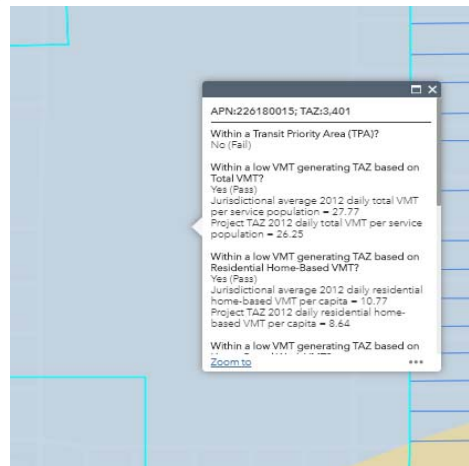 APN:226180015; TAZ:3,401
Within a Transit Priority Area (TPA)?
No (Fail)
Within a low VMT generating TAZ based on
Total VMT?
Yes (Pass)
Jurisdictional average 2012 daily total VMT
per service population = 27.77
Project TAZ 2012 daily total VMT per service
population = 26.25
Within a low VMT generating TAZ based on
Residential Home-Based VMT?
Yes (Pass)
Jurisdictional average 2012 daily residential
home-based VMT per capita = 10.77
Project TAZ 2012 daily residential home-
based VMT per capita = 8.64
Within a low VMT generating TAZ based on
Zoom to